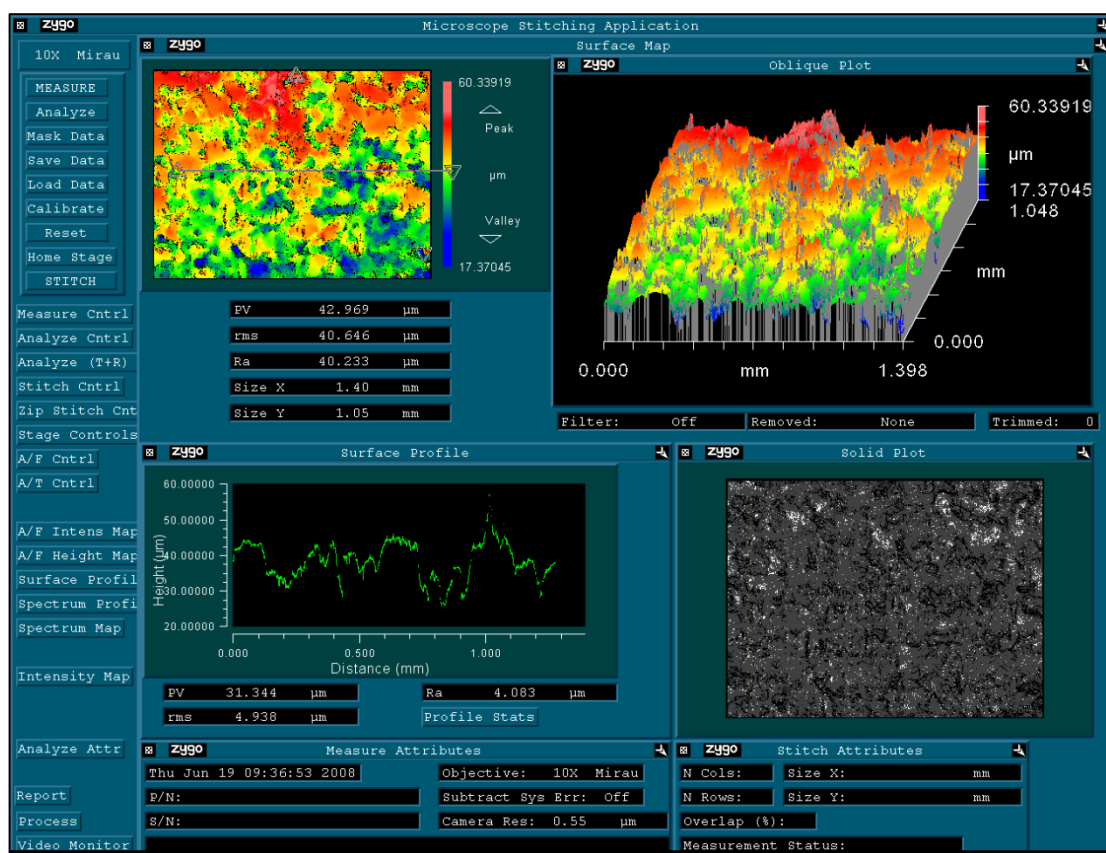 zygo Microscope Stitching Application
10X Mirau
MEASURE
Analyze
Mask Data
Save Data
Load Data
Calibrate
Reset
Home Stage
STITCH
Measure Cntrl
Analyze Cntrl
Analyze (T+R)
Stitch Cntrl
Zip Stitch Cnt
Stage Controls
A/F Cntrl
A/T Cntrl
A/F Intens Map
A/F Height Map
Surface Profil
Spectrum Profi
Spectrum Map
Intensity Map
Analyze Attr
Report
Process
Video Monitor
zygo Surface Map
60.33919
Peak
µm
Valley
17.37045
PV 42.969 µm
rms 40.646 µm
Ra 40.233 µm
Size X 1.40 mm
Size Y 1.05 mm
zygo Oblique Plot
60.33919
µm
17.37045
1.048
mm
0.000
0.000 mm 1.398
Filter: Off Removed: None Trimmed: 0
zygo Surface Profile
Height (µm)
60.00000
50.00000
40.00000
30.00000
20.00000
0.000 0.500 1.000
Distance (mm)
PV 31.344 µm Ra 4.083 µm
rms 4.938 µm Profile Stats
zygo Solid Plot
zygo Measure Attributes
Thu Jun 19 09:36:53 2008 Objective: 10X Mirau
P/N: Subtract Sys Err: Off
S/N: Camera Res: 0.55 µm
zygo Stitch Attributes
N Cols: Size X: mm
N Rows: Size Y: mm
Overlap (%):
Measurement Status: